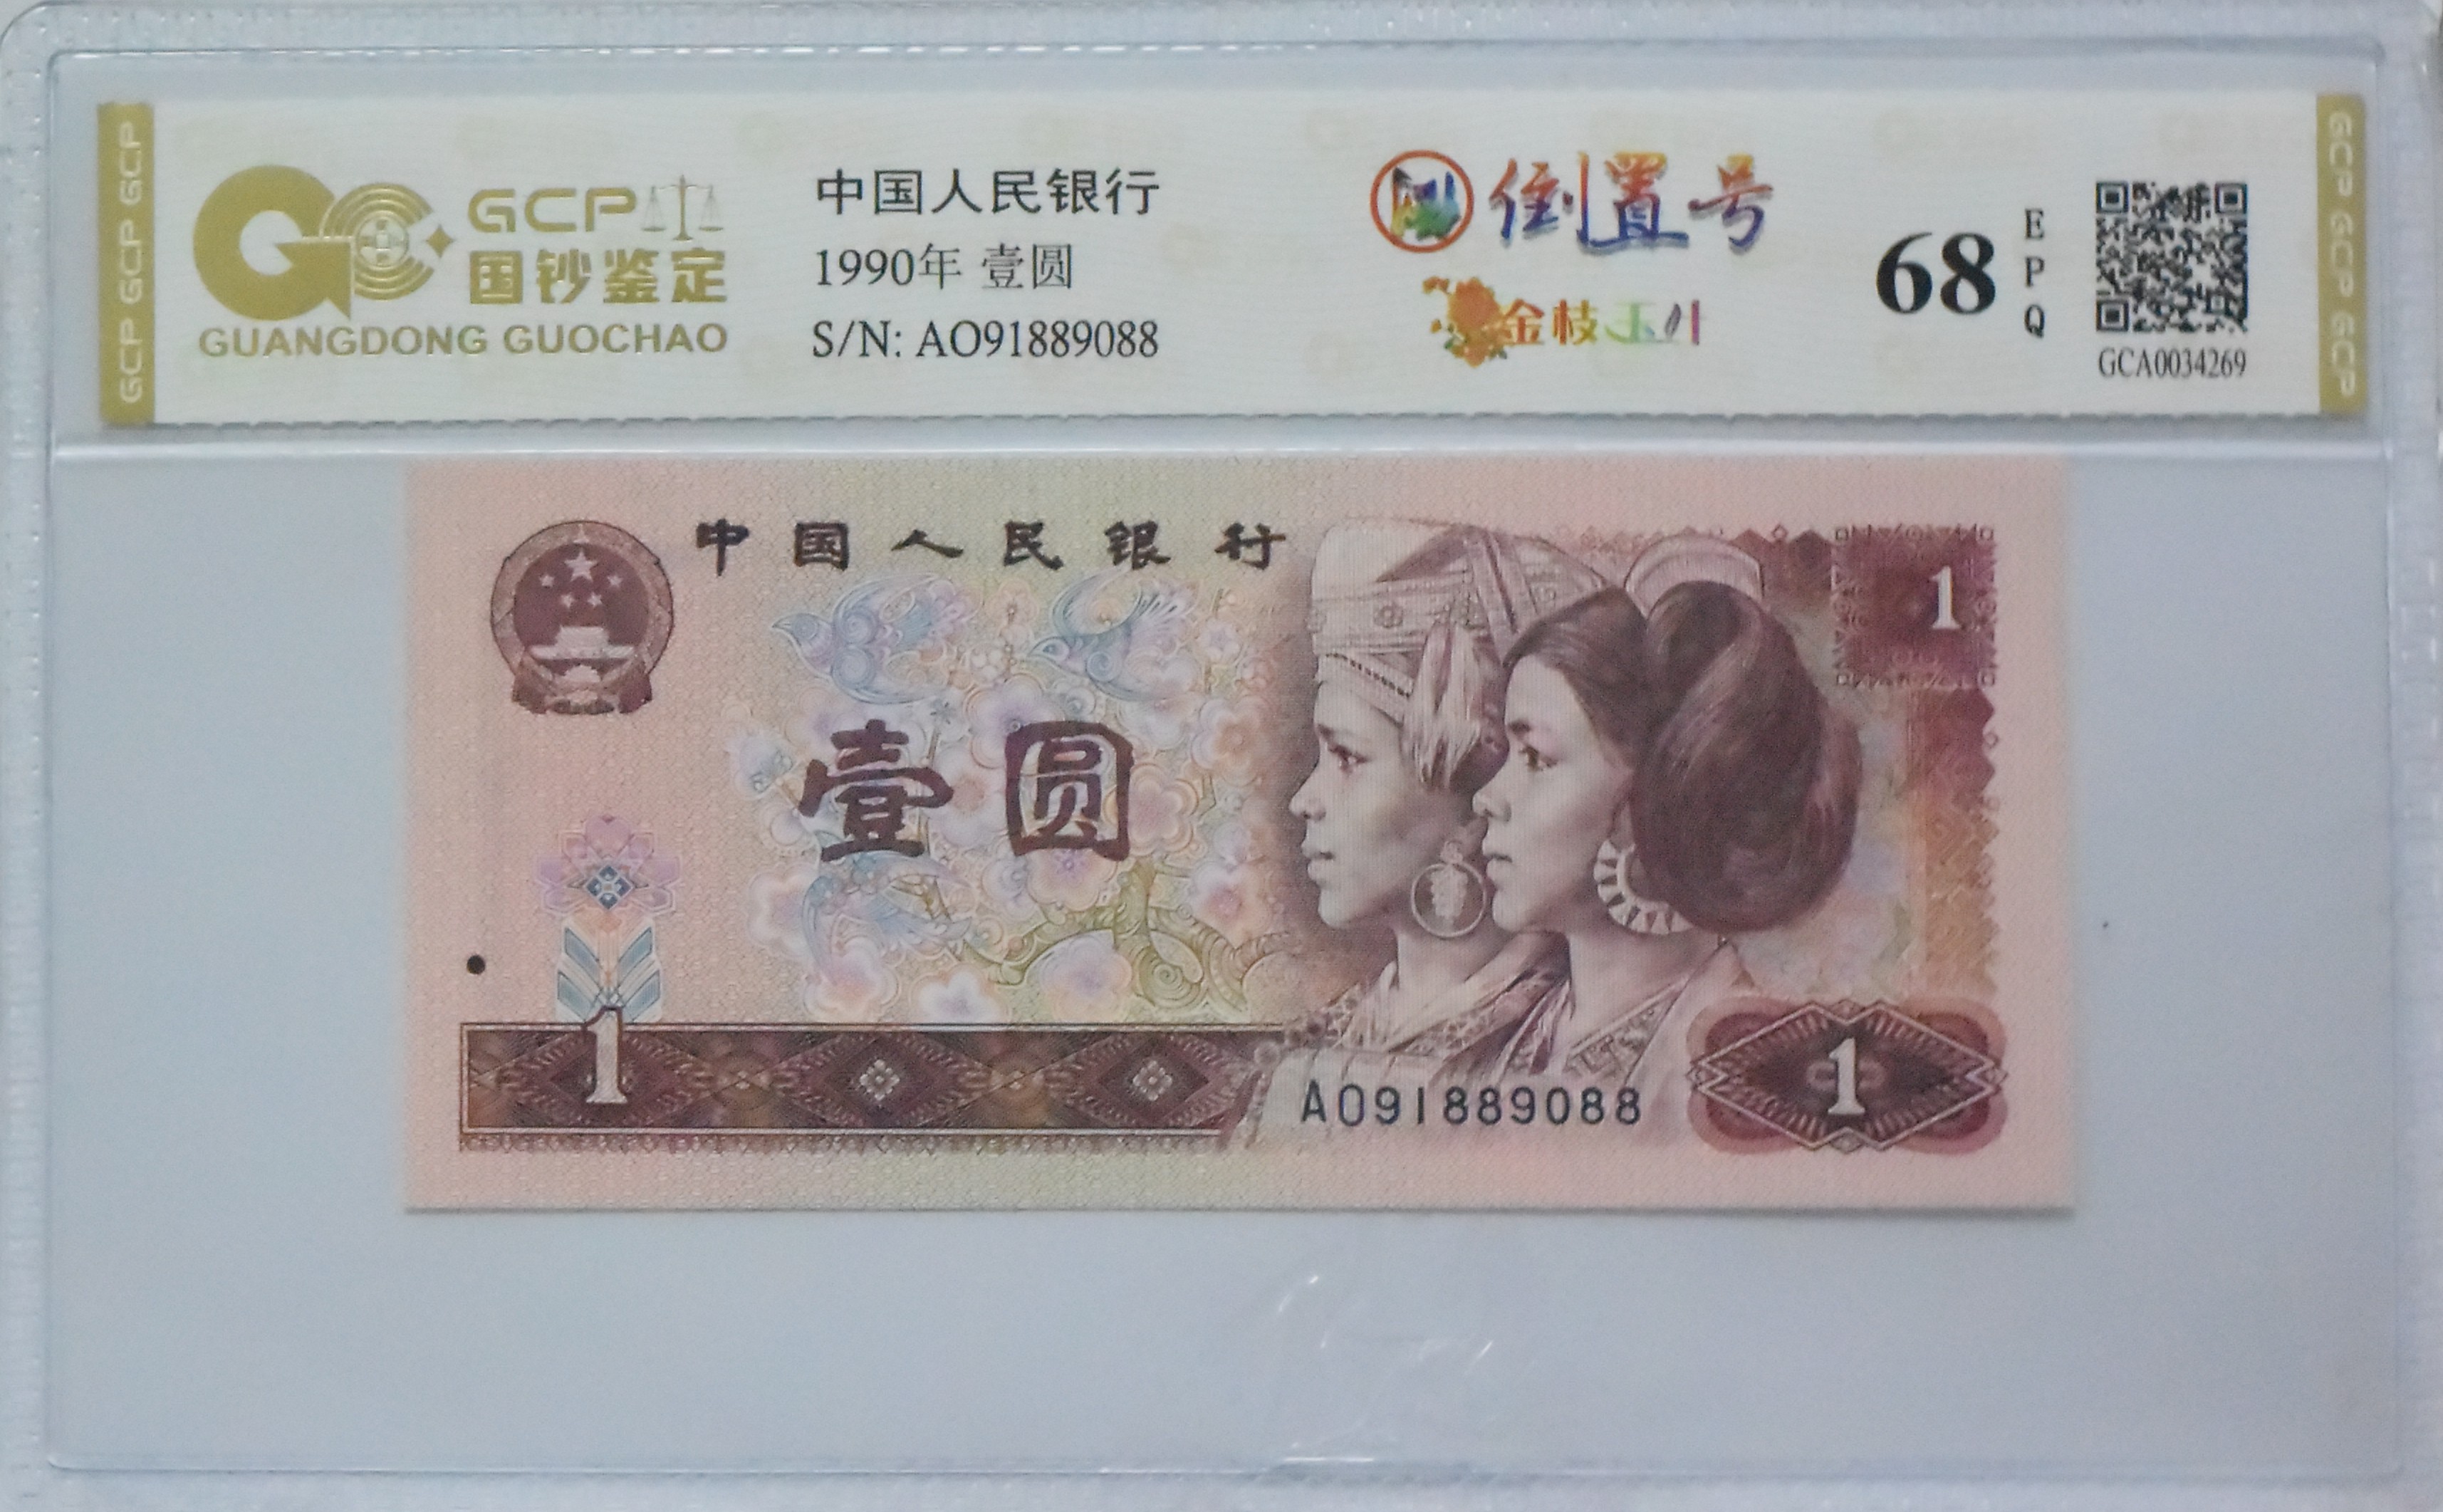 GCP GCP GCP
GCP
国钞鉴定
GUANGDONG GUOCHAO
中国人民银行
1990年 壹圆
S/N: AO91889088
倒置号
金枝玉叶
68
EPQ
GCA0034269
GCP GCP GCP
中国人民银行
1
壹圆
1
AO91889088
1